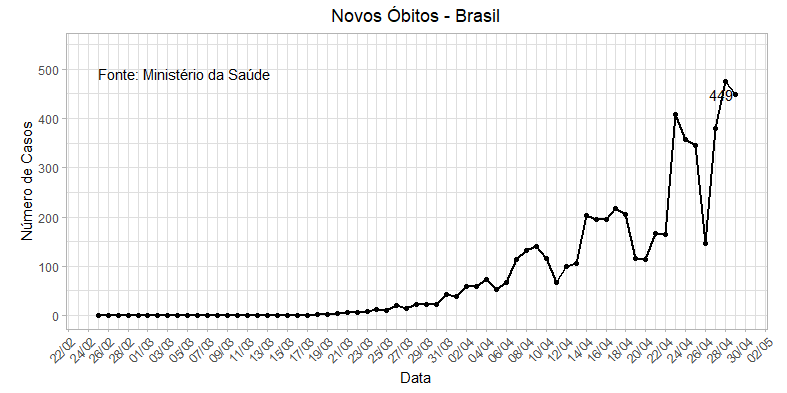 Novos Óbitos - Brasil
Fonte: Ministério da Saúde
Número de Casos
500
400
300
200
100
0
449
22/02 24/02 26/02 28/02 01/03 03/03 05/03 07/03 09/03 11/03 13/03 15/03 17/03 19/03 21/03 23/03 25/03 27/03 29/03 31/03 02/04 04/04 06/04 08/04 10/04 12/04 14/04 16/04 18/04 20/04 22/04 24/04 26/04 28/04 30/04 02/05
Data